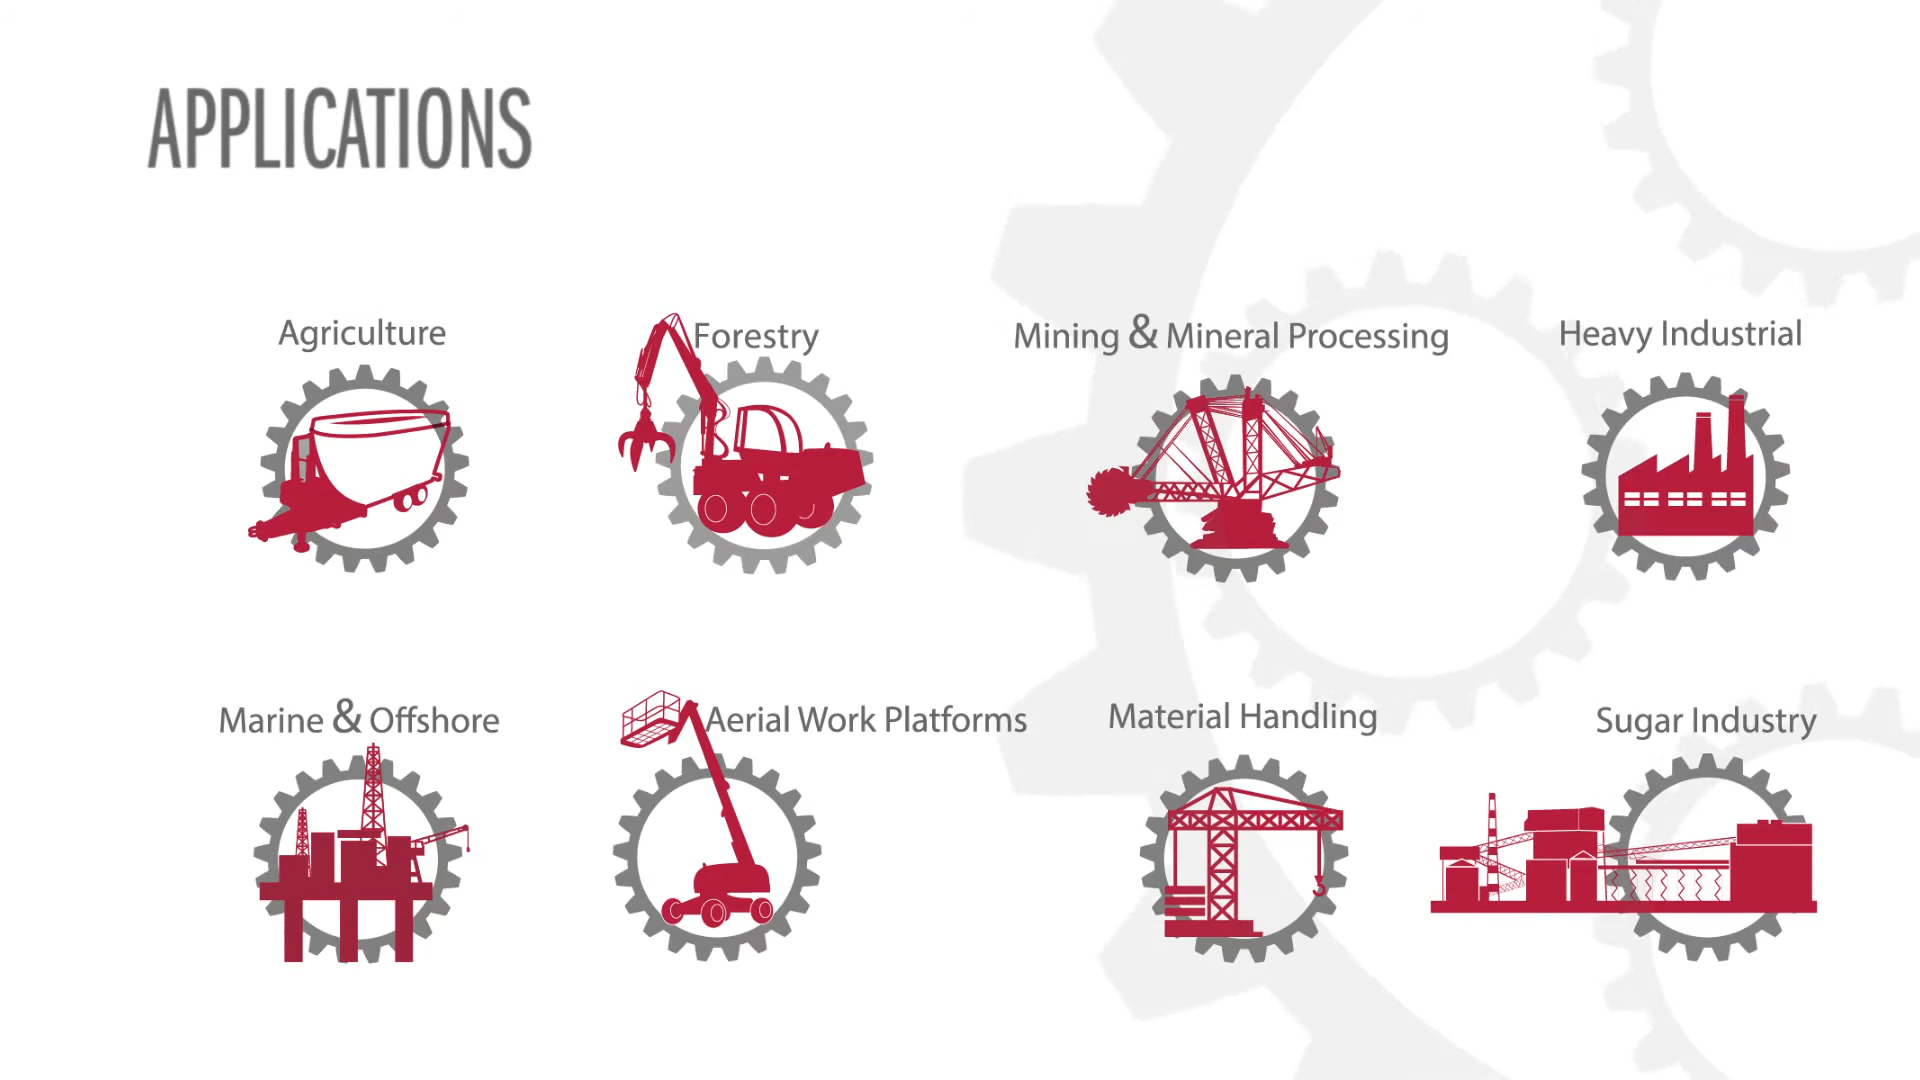 APPLICATIONS
Agriculture
Forestry
Mining & Mineral Processing
Heavy Industrial
Marine & Offshore
Aerial Work Platforms
Material Handling
Sugar Industry